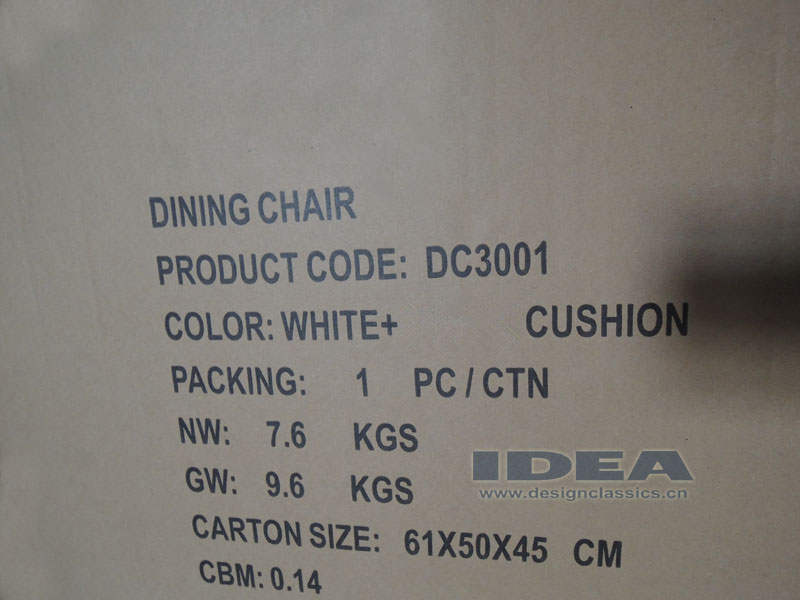 DINING CHAIR
PRODUCT CODE: DC3001
COLOR: WHITE+ CUSHION
PACKING: 1 PC / CTN
NW: 7.6 KGS
GW: 9.6 KGS
CARTON SIZE: 61X50X45 CM
CBM: 0.14
IDEA
www.designclassics.cn